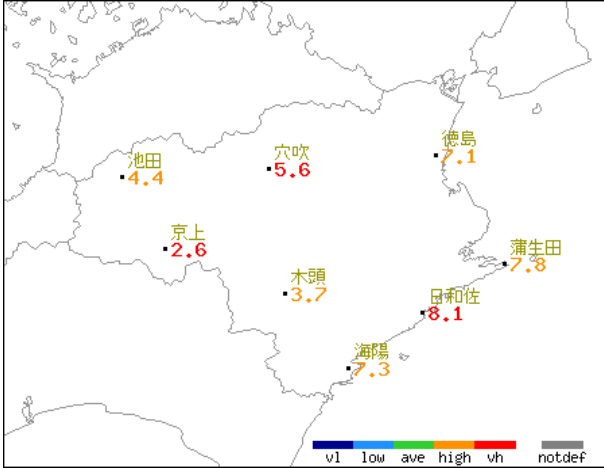 徳島
7.1
穴吹
5.6
池田
4.4
京上
2.6
蒲生田
7.8
木頭
3.7
日和佐
8.1
海陽
7.3
vl low ave high vh notdef